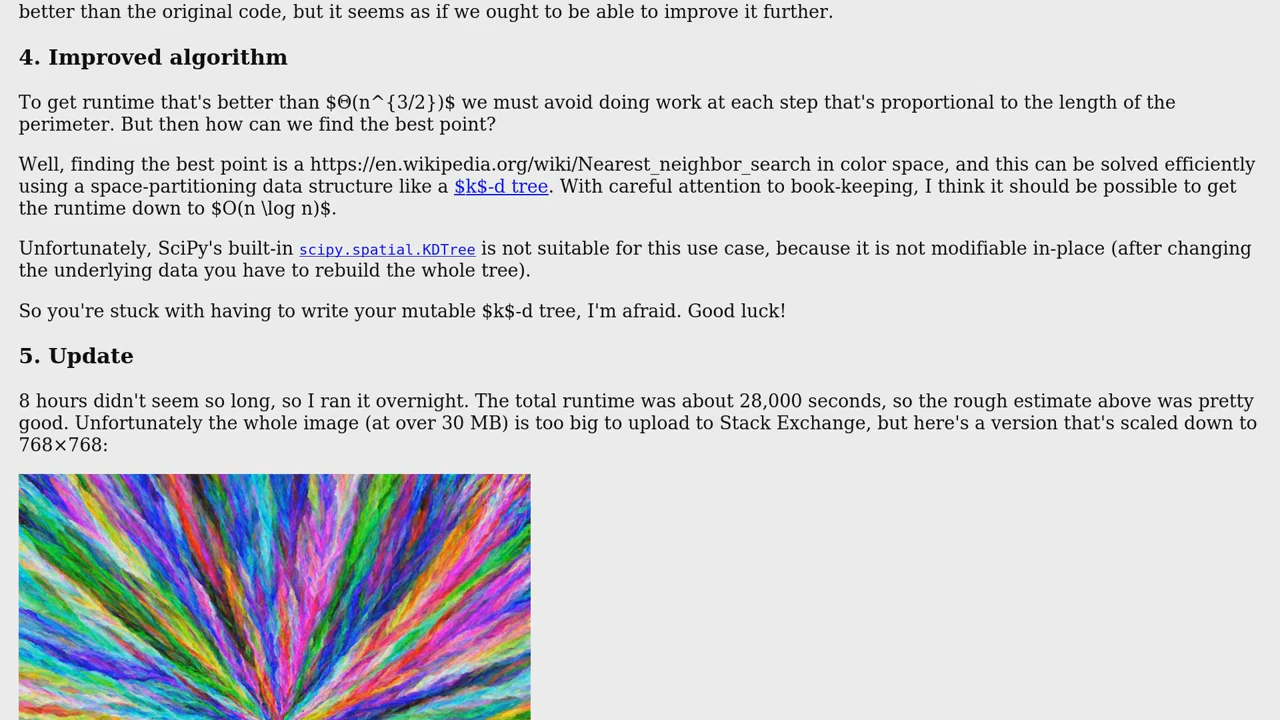 better than the original code, but it seems as if we ought to be able to improve it further.
4. Improved algorithm
To get runtime that's better than $Θ(n^{3/2})$ we must avoid doing work at each step that's proportional to the length of the
perimeter. But then how can we find the best point?
Well, finding the best point is a https://en.wikipedia.org/wiki/Nearest_neighbor_search in color space, and this can be solved efficiently
using a space-partitioning data structure like a $k$-d tree. With careful attention to book-keeping, I think it should be possible to get
the runtime down to $O(n \log n)$.
Unfortunately, SciPy's built-in scipy.spatial.KDTree is not suitable for this use case, because it is not modifiable in-place (after changing
the underlying data you have to rebuild the whole tree).
So you're stuck with having to write your mutable $k$-d tree, I'm afraid. Good luck!
5. Update
8 hours didn't seem so long, so I ran it overnight. The total runtime was about 28,000 seconds, so the rough estimate above was pretty
good. Unfortunately the whole image (at over 30 MB) is too big to upload to Stack Exchange, but here's a version that's scaled down to
768×768: